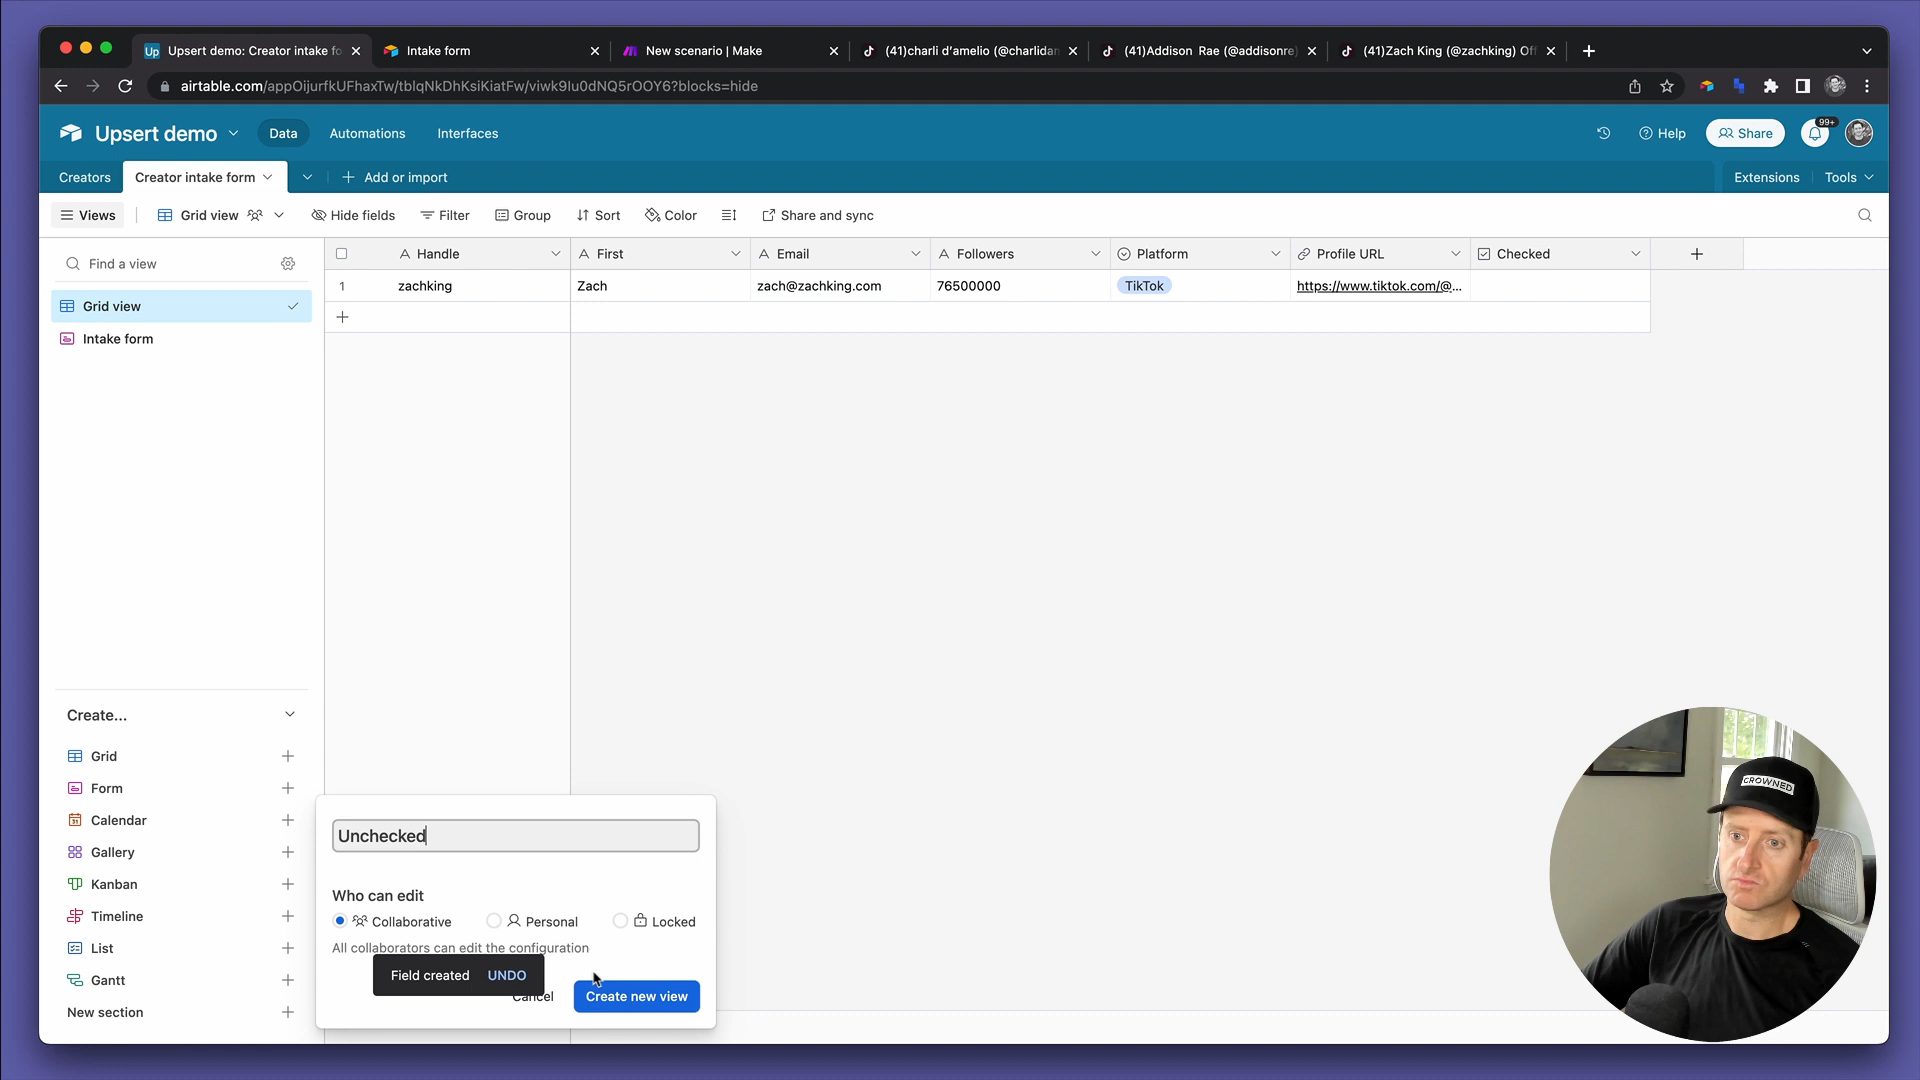 Up Upsert demo: Creator intake fo
Intake form
New scenario | Make
(41)charli d'amelio (@charlidan
(41)Addison Rae (@addisonre)
(41)Zach King (@zachking) Off
airtable.com/appOijurfkUFhaxTw/tblqNkDhKsiKiatFw/viwk9lu0dNQ5rOOY6?blocks=hide
Upsert demo
Data
Automations
Interfaces
Help
Share
99+
Creators
Creator intake form
Add or import
Extensions
Tools
Views
Grid view
Hide fields
Filter
Group
Sort
Color
Share and sync
Find a view
Handle
First
Email
Followers
Platform
Profile URL
Checked
1
zachking
Zach
zach@zachking.com
76500000
TikTok
https://www.tiktok.com/@...
Grid view
Intake form
Create...
Grid
Form
Calendar
Gallery
Kanban
Timeline
List
Gantt
New section
Unchecked
Who can edit
Collaborative
Personal
Locked
All collaborators can edit the configuration
Field created UNDO
Cancel
Create new view
CROWNED